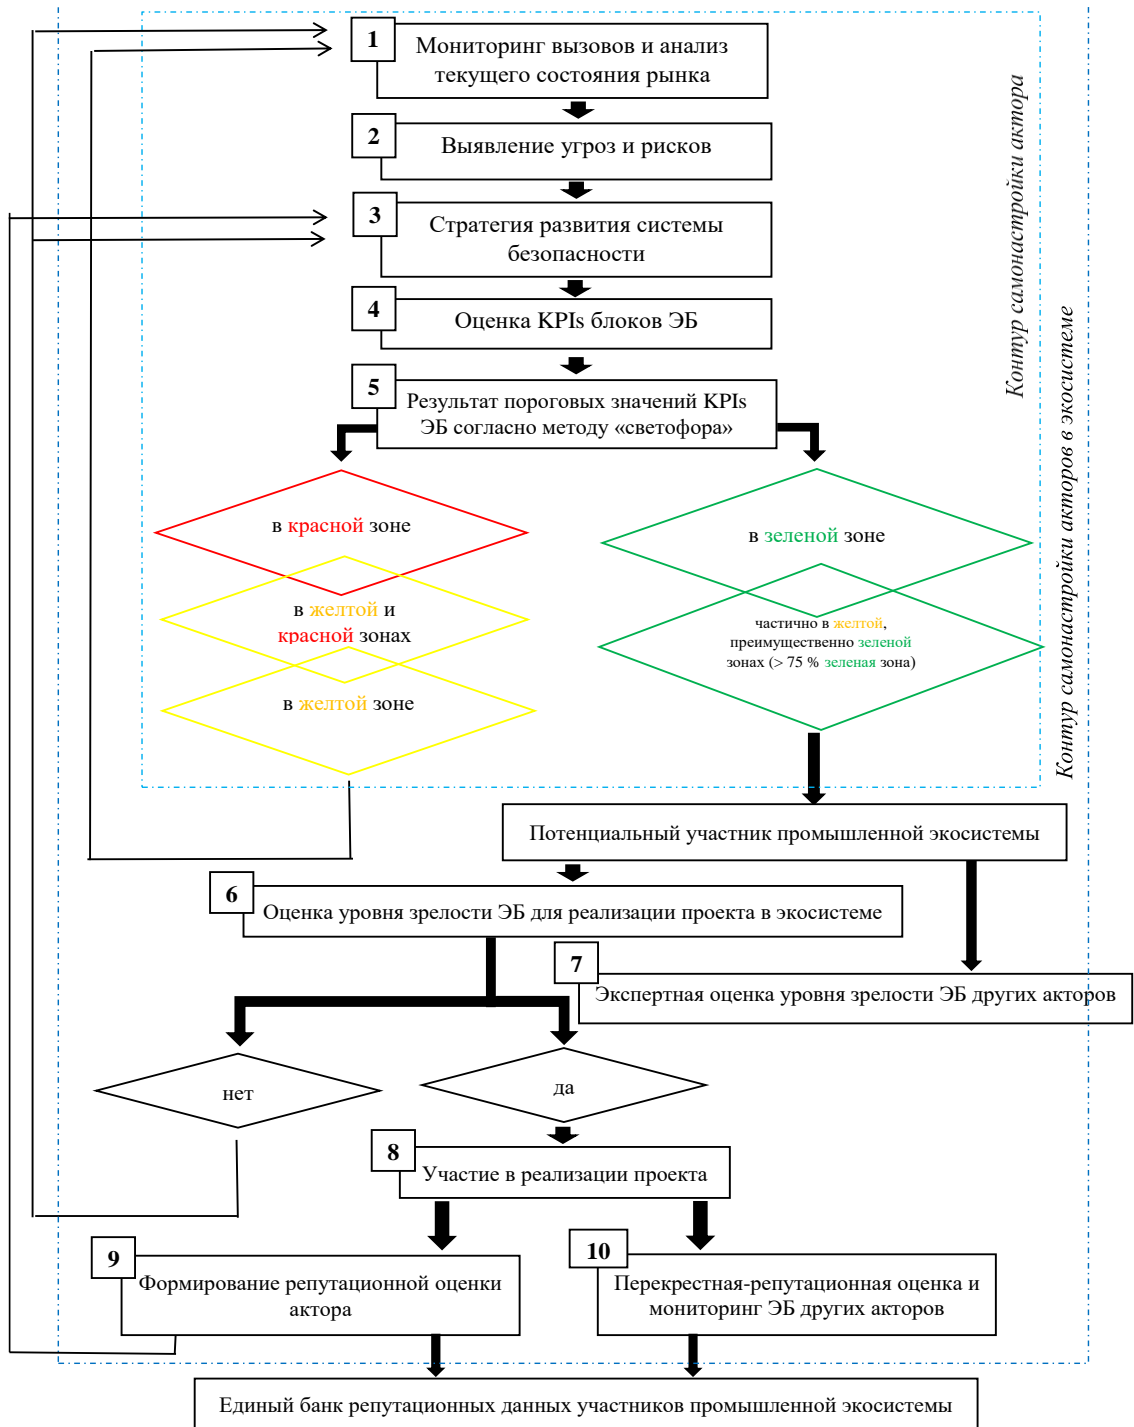 1
Мониторинг вызовов и анализ
текущего состояния рынка
2
Выявление угроз и рисков
3
Стратегия развития системы
безопасности
4
Оценка KPIs блоков ЭБ
5
Результат пороговых значений KPIs
ЭБ согласно методу «светофора»
в красной зоне
в желтой и
красной зонах
в желтой зоне
в зеленой зоне
частично в желтой,
преимущественно зеленой
зонах (> 75 % зеленая зона)
Контур самонастройки актора
Контур самонастройки акторов в экосистеме
Потенциальный участник промышленной экосистемы
6
Оценка уровня зрелости ЭБ для реализации проекта в экосистеме
7
Экспертная оценка уровня зрелости ЭБ других акторов
нет
да
8
Участие в реализации проекта
9
Формирование репутационной оценки
актора
10
Перекрестная-репутационная оценка и
мониторинг ЭБ других акторов
Единый банк репутационных данных участников промышленной экосистемы